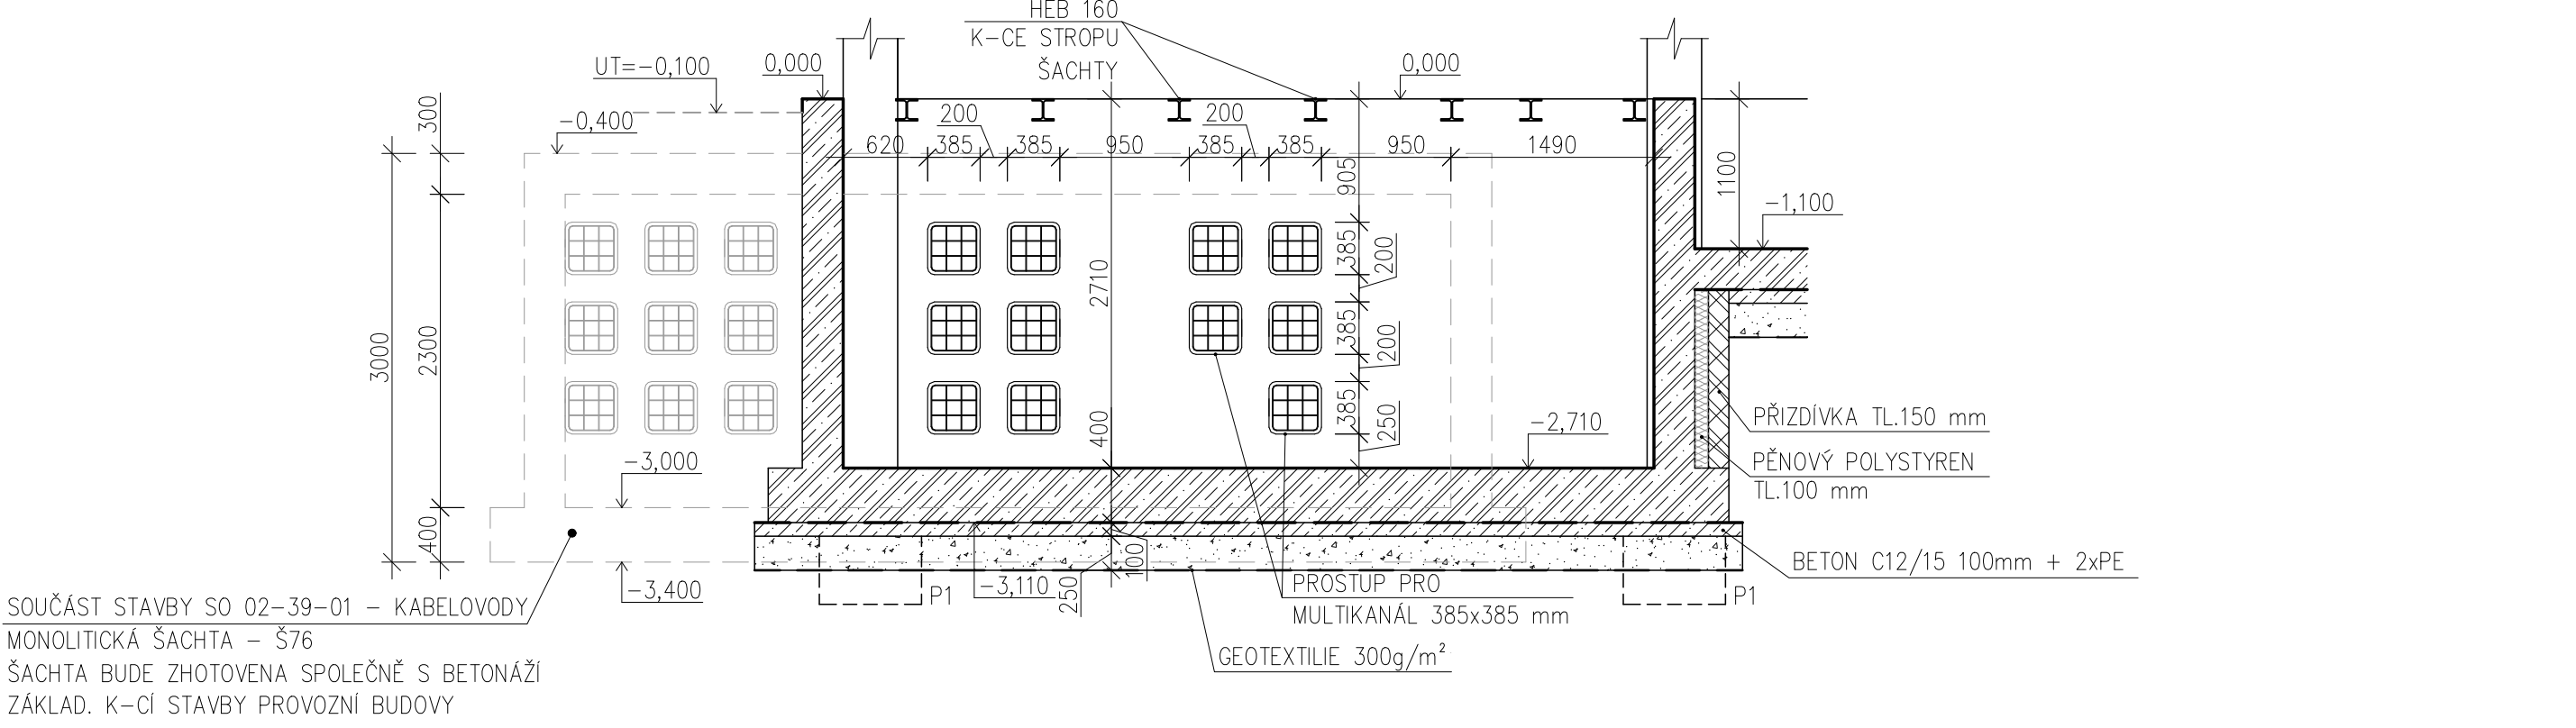 HEB 160
K-CE STROPU
ŠACHTY
UT=-0,100
0,000
0,000
-0,400
200
200
620
385
385
950
385
385
950
1490
300
3000
2300
400
905
385
200
385
200
385
250
2710
400
1100
-1,100
-2,710
-3,000
-3,400
-3,110
250
100
P1
P1
PŘIZDÍVKA TL.150 mm
PĚNOVÝ POLYSTYREN
TL.100 mm
BETON C12/15 100mm + 2xPE
PROSTUP PRO
MULTIKANÁL 385x385 mm
GEOTEXTILIE 300g/m²
SOUČÁST STAVBY SO 02-39-01 - KABELOVODY
MONOLITICKÁ ŠACHTA - Š76
ŠACHTA BUDE ZHOTOVENA SPOLEČNĚ S BETONÁŽÍ
ZÁKLAD. K-CÍ STAVBY PROVOZNÍ BUDOVY